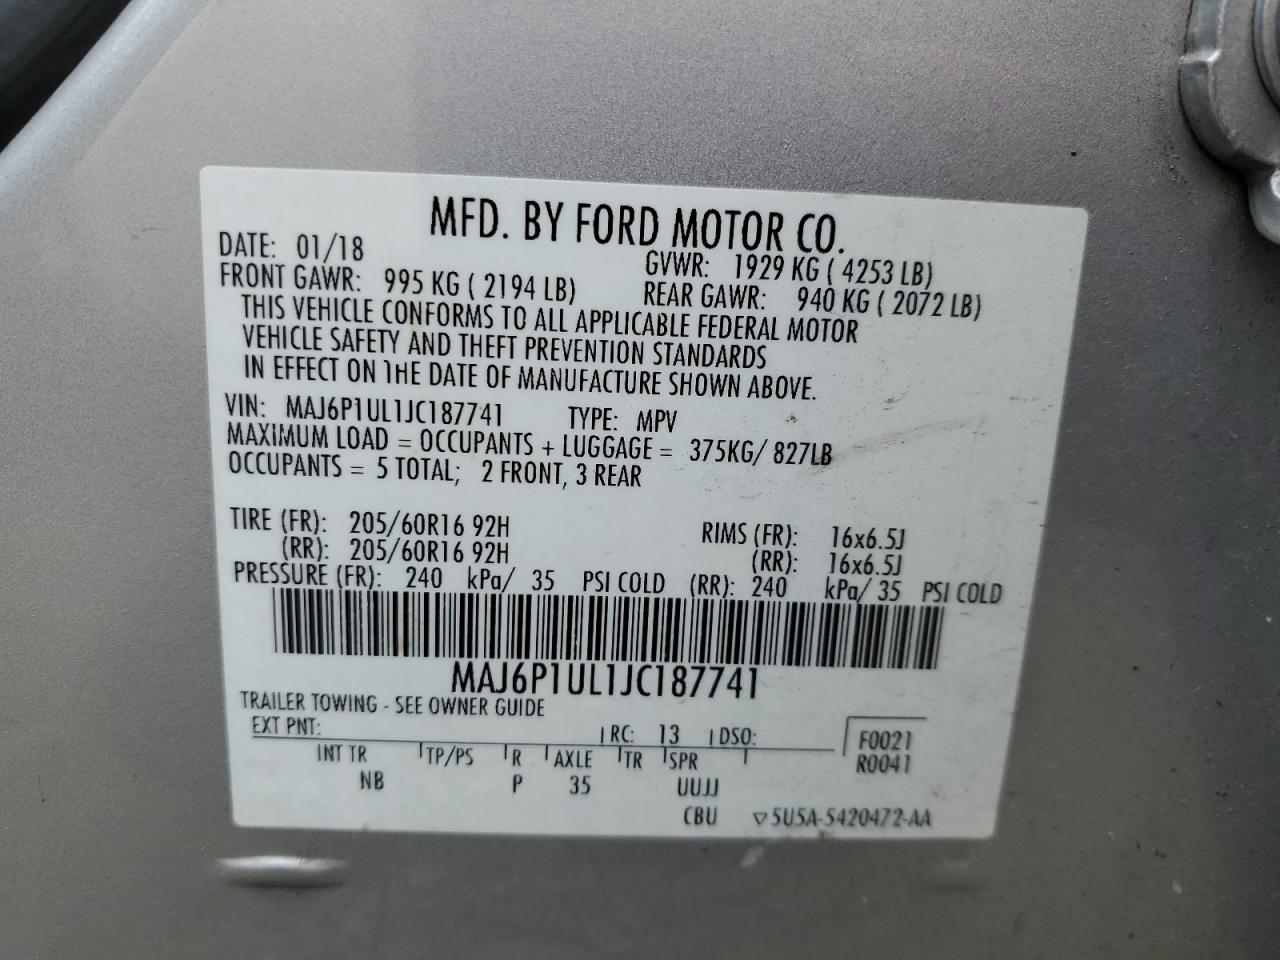 MFD. BY FORD MOTOR CO.
DATE: 01/18 GVWR: 1929 KG ( 4253 LB)
FRONT GAWR: 995 KG ( 2194 LB) REAR GAWR: 940 KG ( 2072 LB)
THIS VEHICLE CONFORMS TO ALL APPLICABLE FEDERAL MOTOR
VEHICLE SAFETY AND THEFT PREVENTION STANDARDS
IN EFFECT ON THE DATE OF MANUFACTURE SHOWN ABOVE.
VIN: MAJ6P1UL1JC187741 TYPE: MPV
MAXIMUM LOAD = OCCUPANTS + LUGGAGE = 375KG/ 827LB
OCCUPANTS = 5 TOTAL; 2 FRONT, 3 REAR
TIRE (FR): 205/60R16 92H RIMS (FR): 16x6.5J
(RR): 205/60R16 92H (RR): 16x6.5J
PRESSURE (FR): 240 kPa/ 35 PSI COLD (RR): 240 kPa/ 35 PSI COLD
MAJ6P1UL1JC187741
TRAILER TOWING - SEE OWNER GUIDE
EXT PNT: RC: 13 DSO: F0021
INT TR TP/PS R AXLE TR SPR R0041
NB P 35 UUJJ
CBU ▽5U5A-5420472-AA